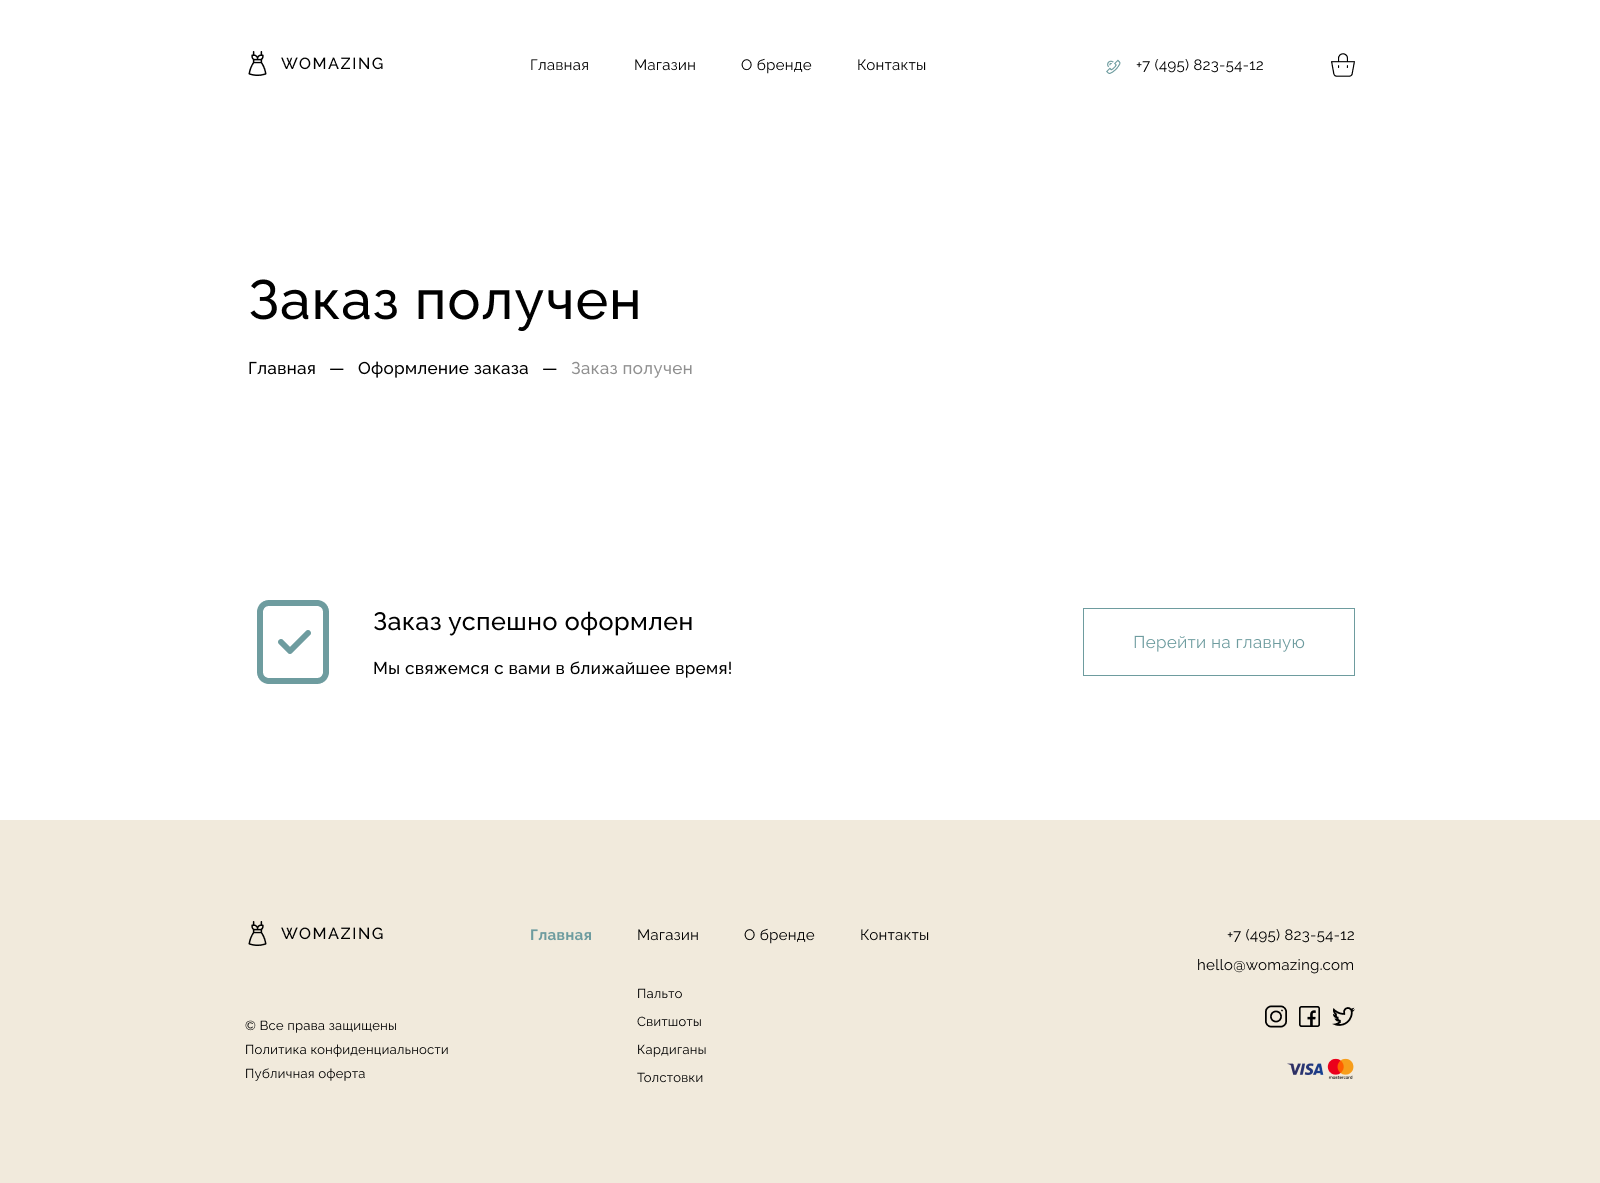 WOMAZING
Главная Магазин О бренде Контакты
+7 (495) 823-54-12
Заказ получен
Главная — Оформление заказа — Заказ получен
Заказ успешно оформлен
Мы свяжемся с вами в ближайшее время!
Перейти на главную
WOMAZING
© Все права защищены
Политика конфиденциальности
Публичная оферта
Главная Магазин О бренде Контакты
Пальто
Свитшоты
Кардиганы
Толстовки
+7 (495) 823-54-12
hello@womazing.com
VISA mastercard